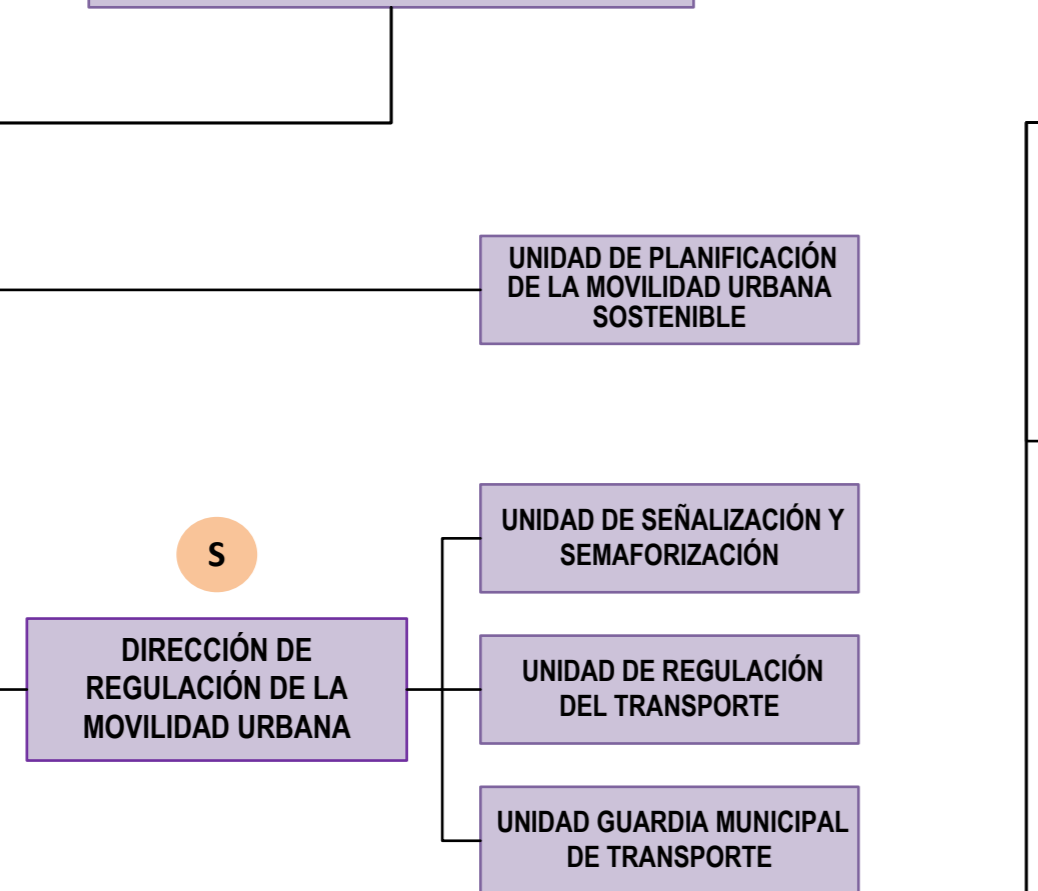 UNIDAD DE PLANIFICACIÓN
DE LA MOVILIDAD URBANA
SOSTENIBLE
S
DIRECCIÓN DE
REGULACIÓN DE LA
MOVILIDAD URBANA
UNIDAD DE SEÑALIZACIÓN Y
SEMAFORIZACIÓN
UNIDAD DE REGULACIÓN
DEL TRANSPORTE
UNIDAD GUARDIA MUNICIPAL
DE TRANSPORTE